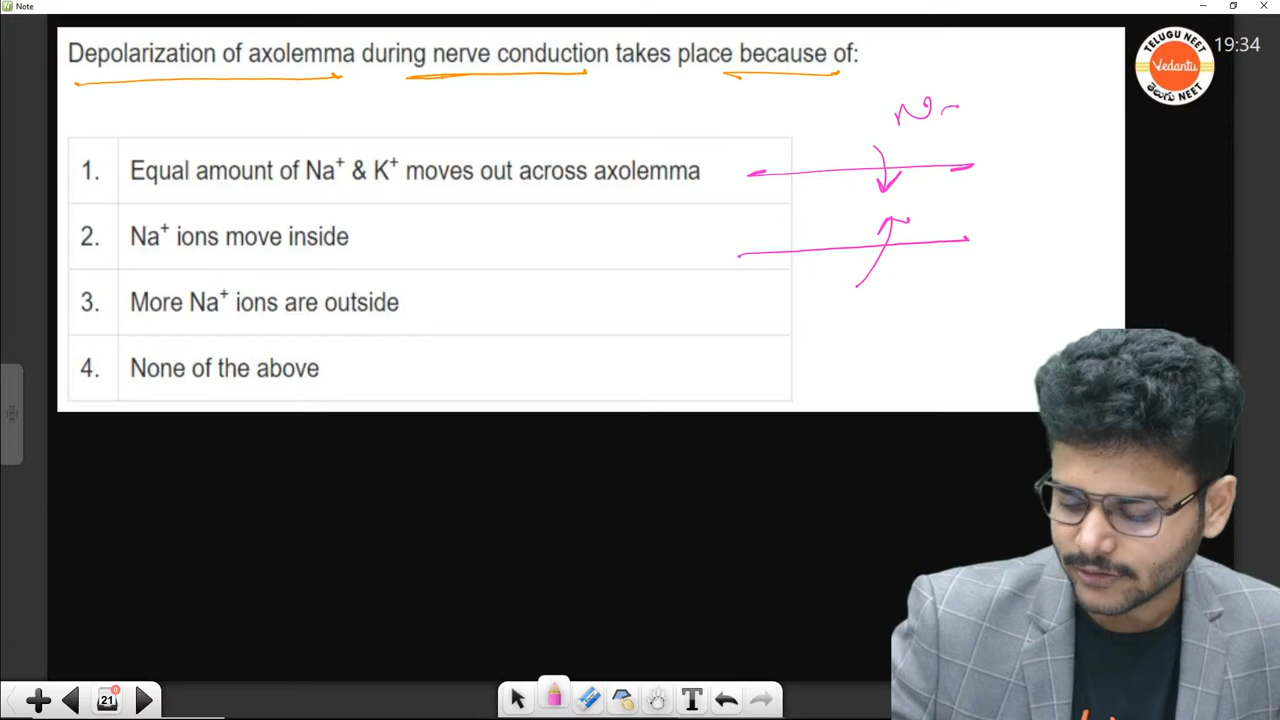 Note
Depolarization of axolemma during nerve conduction takes place because of:
TELUGU NEET
Vedantu
తెలుగు NEET
19:34
1. Equal amount of Na⁺ & K⁺ moves out across axolemma
2. Na⁺ ions move inside
3. More Na⁺ ions are outside
4. None of the above
21
0
T